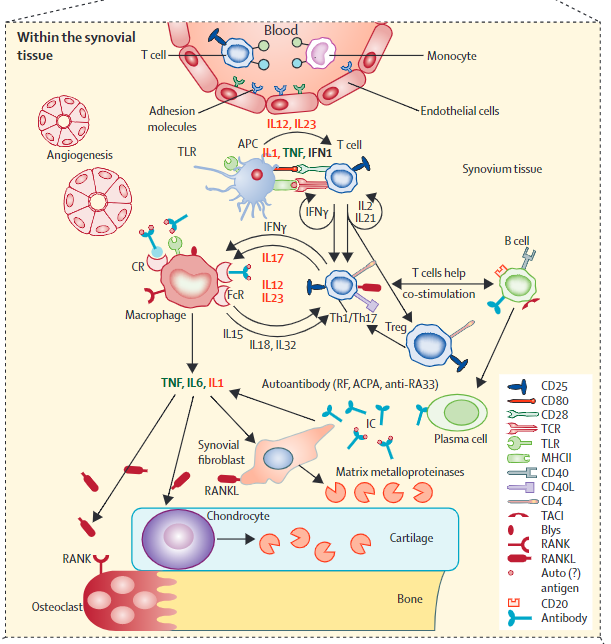 Within the synovial
tissue
Blood
T cell
Monocyte
Adhesion
molecules
Endothelial cells
IL12, IL23
Angiogenesis
TLR
APC
IL1, TNF, IFN1
T cell
Synovium tissue
IFNγ
IL2
IL21
IFNγ
IL17
B cell
CR
FcR
IL12
IL23
T cells help
co-stimulation
Macrophage
Th1/Th17
Treg
IL15
IL18, IL32
TNF, IL6, IL1
Autoantibody (RF, ACPA, anti-RA33)
IC
Plasma cell
Synovial
fibroblast
RANKL
Matrix metalloproteinases
Chondrocyte
Cartilage
RANK
Osteoclast
Bone
CD25
CD80
CD28
TCR
TLR
MHCII
CD40
CD40L
CD4
TACI
Blys
RANK
RANKL
Auto (?)
antigen
CD20
Antibody